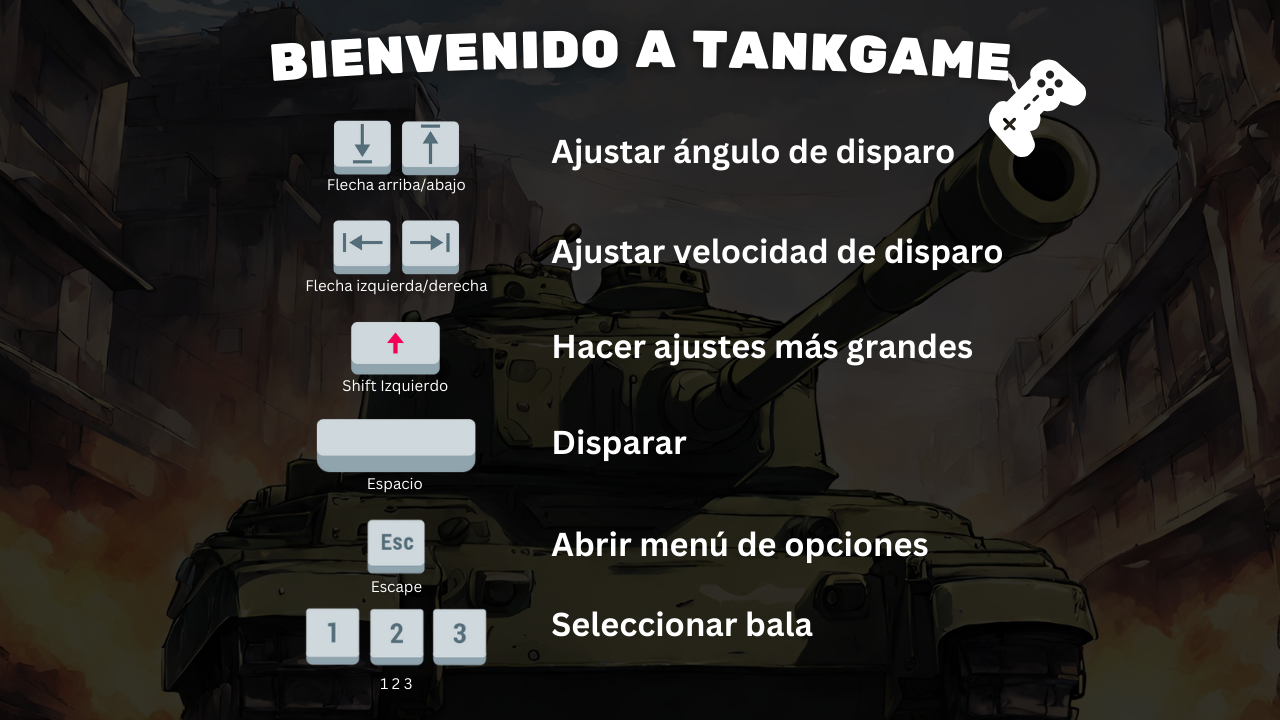 BIENVENIDO A TANKGAME
Flecha arriba/abajo
Ajustar ángulo de disparo
Flecha izquierda/derecha
Ajustar velocidad de disparo
Shift Izquierdo
Hacer ajustes más grandes
Espacio
Disparar
Esc
Escape
Abrir menú de opciones
1 2 3
1 2 3
Seleccionar bala